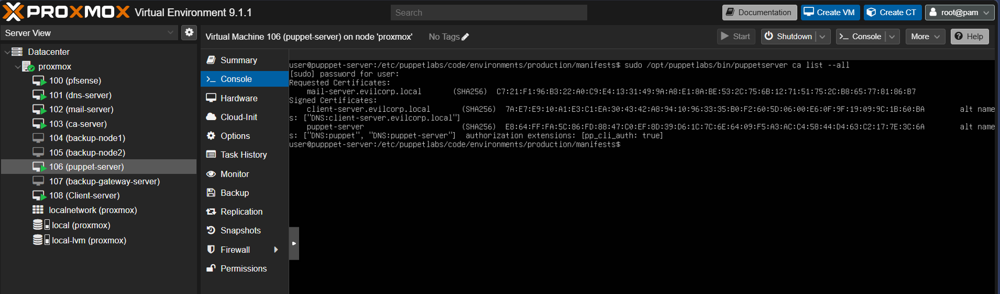 PROXMOX Virtual Environment 9.1.1
Search
Documentation
Create VM
Create CT
root@pam
Server View
Datacenter
proxmox
100 (pfsense)
101 (dns-server)
102 (mail-server)
103 (ca-server)
104 (backup-node1)
105 (backup-node2)
106 (puppet-server)
107 (backup-gateway-server)
108 (Client-server)
localnetwork (proxmox)
local (proxmox)
local-lvm (proxmox)
Virtual Machine 106 (puppet-server) on node 'proxmox'
No Tags
Start
Shutdown
Console
More
Help
Summary
Console
Hardware
Cloud-Init
Options
Task History
Monitor
Backup
Replication
Snapshots
Firewall
Permissions
user@pupppet-server:/etc/puppetlabs/code/environments/production/manifests$ sudo /opt/puppetlabs/bin/puppetserver ca list --all
[sudo] password for user:
Requested Certificates:
mail-server.evilcorp.local (SHA256) C7:21:F1:96:B3:22:A0:C9:E4:13:31:49:9A:A8:E1:8A:BE:53:2C:75:6B:12:71:51:75:2C:B8:65:77:81:86:B7
Signed Certificates:
client-server.evilcorp.local (SHA256) 7A:E7:E9:10:A1:E3:C1:EA:30:43:42:A8:94:10:96:33:35:B0:F2:60:5D:06:00:E6:0F:9F:19:09:9C:1B:60:BA alt name
s: ["DNS:client-server.evilcorp.local"]
puppet-server (SHA256) E8:64:FF:FA:5C:86:FD:88:47:C0:EF:8D:39:D6:1C:7C:6E:64:09:F5:A3:AC:C4:58:44:D4:63:C2:17:7E:3C:6A alt name
s: ["DNS:puppet", "DNS:puppet-server"] authorization extensions: [pp_cli_auth: true]
user@pupppet-server:/etc/puppetlabs/code/environments/production/manifests$